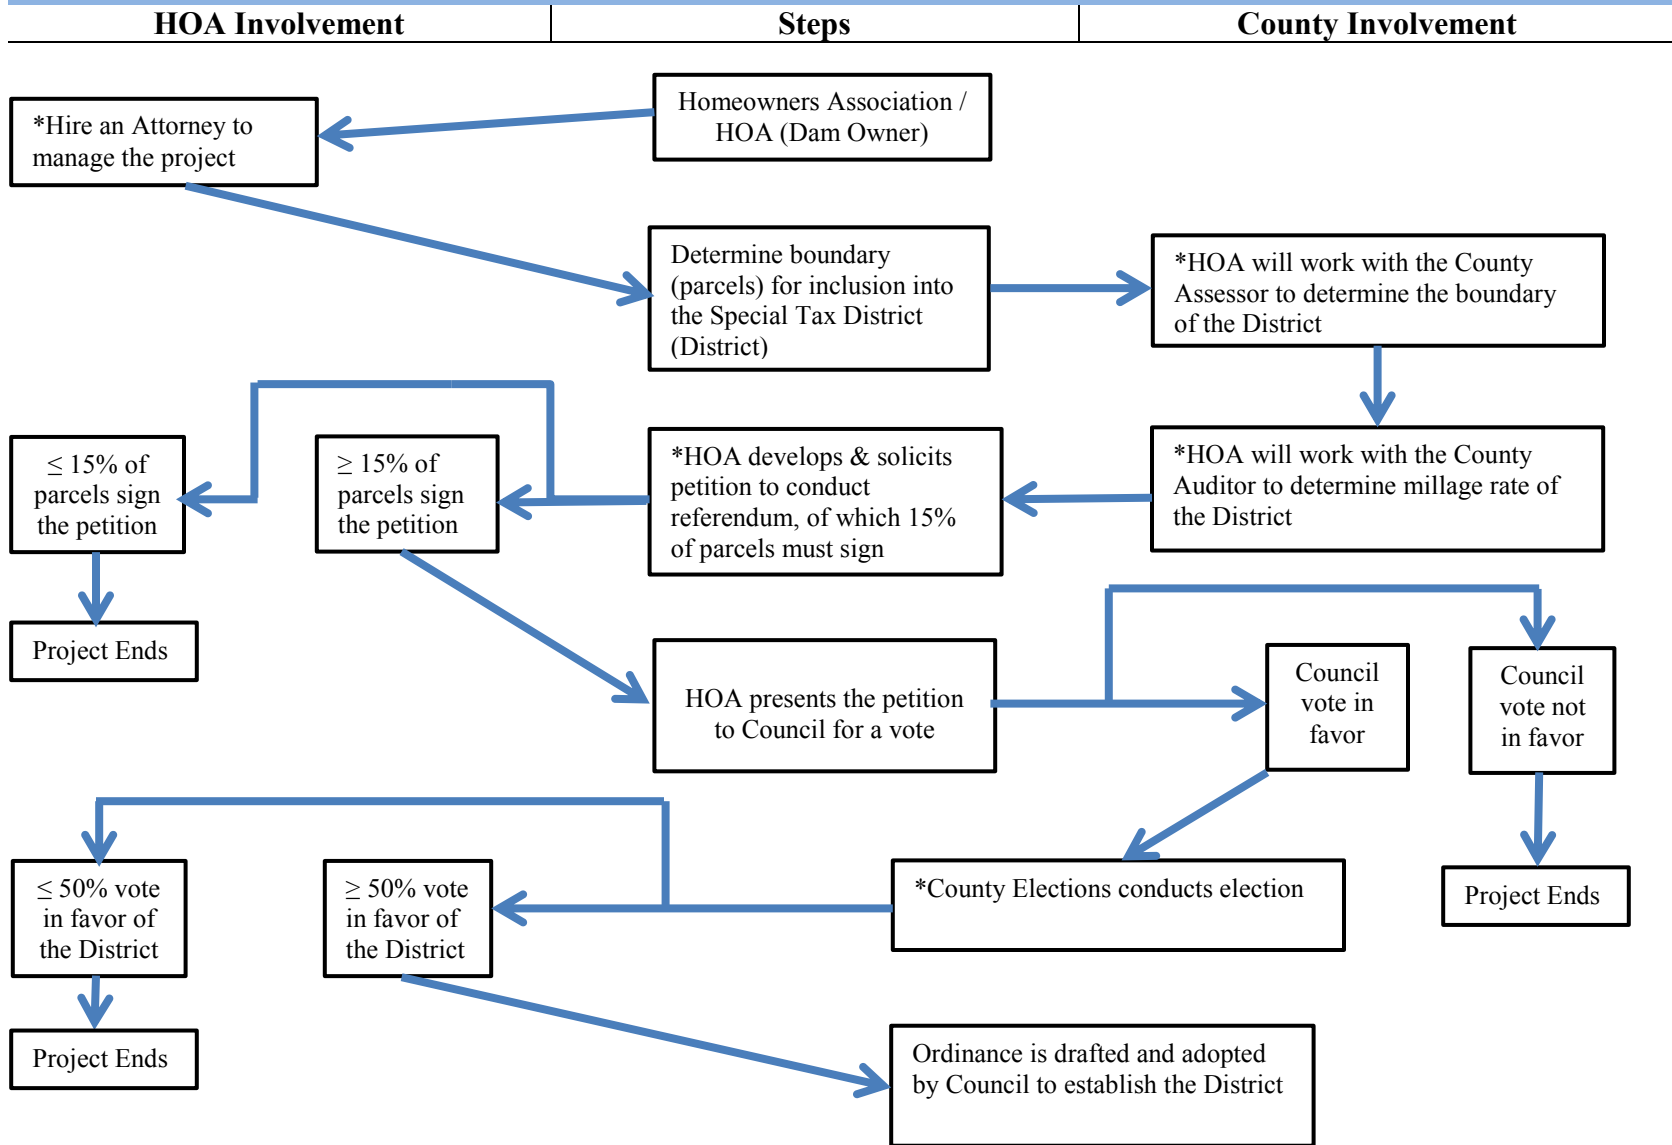 HOA Involvement
Steps
County Involvement
Homeowners Association /
HOA (Dam Owner)
*Hire an Attorney to
manage the project
Determine boundary
(parcels) for inclusion into
the Special Tax District
(District)
*HOA will work with the County
Assessor to determine the boundary
of the District
≤ 15% of
parcels sign
the petition
≥ 15% of
parcels sign
the petition
*HOA develops & solicits
petition to conduct
referendum, of which 15%
of parcels must sign
*HOA will work with the County
Auditor to determine millage rate of
the District
Project Ends
HOA presents the petition
to Council for a vote
Council
vote in
favor
Council
vote not
in favor
≤ 50% vote
in favor of
the District
≥ 50% vote
in favor of
the District
*County Elections conducts election
Project Ends
Project Ends
Ordinance is drafted and adopted
by Council to establish the District